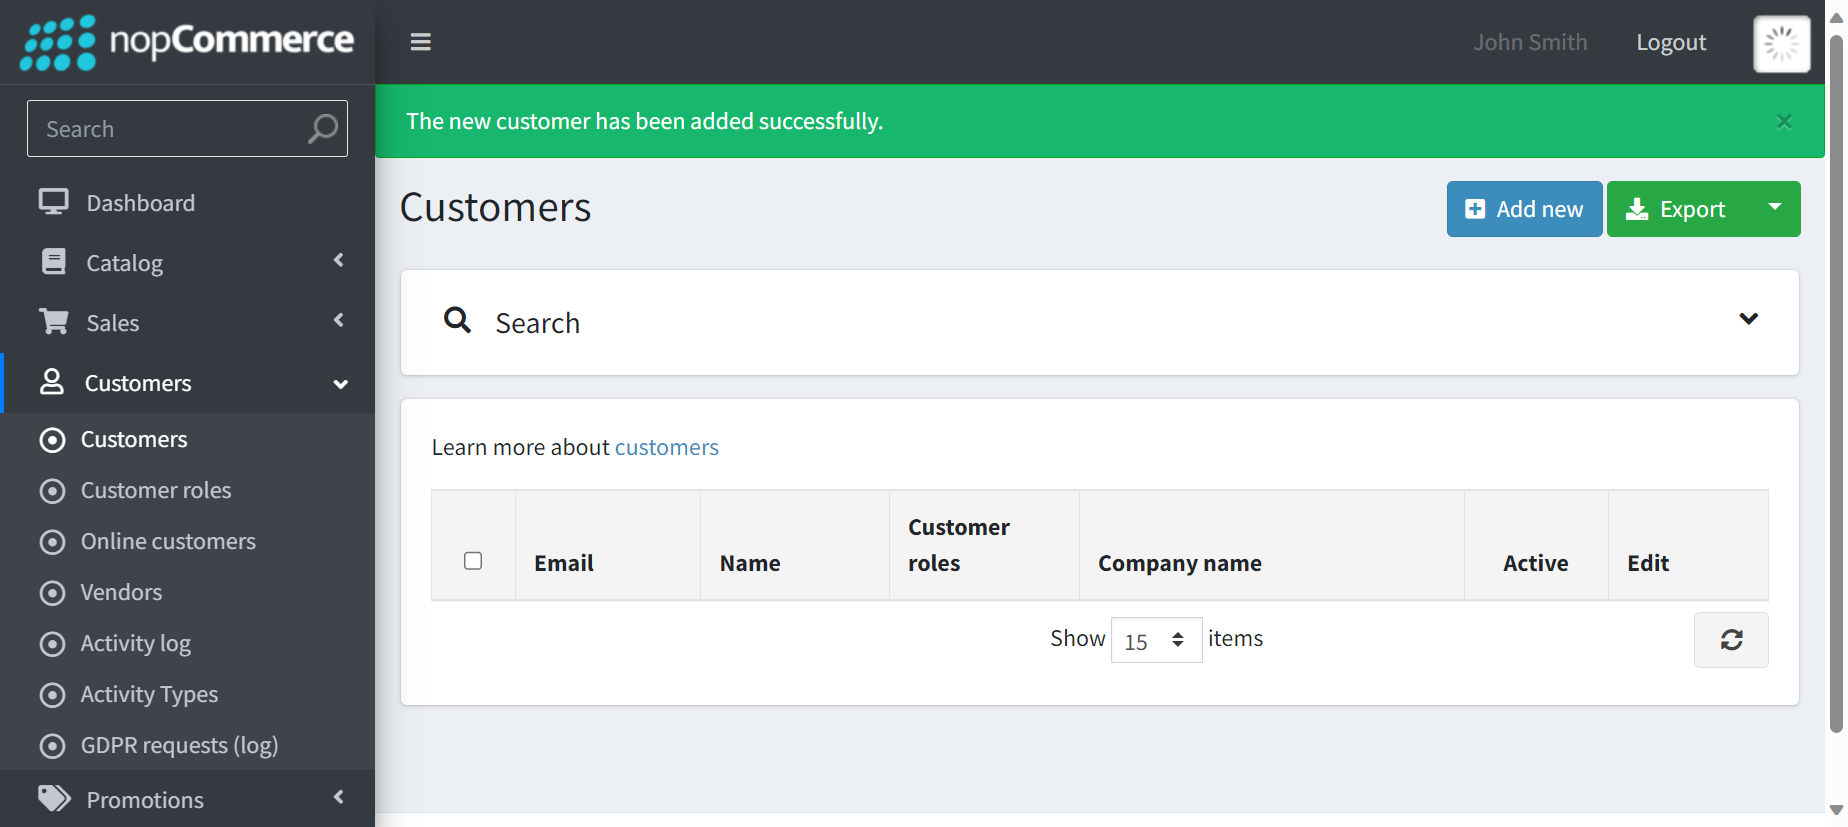 nopCommerce
John Smith
Logout
The new customer has been added successfully.
×
Search
Dashboard
Catalog
Sales
Customers
Customers
Customer roles
Online customers
Vendors
Activity log
Activity Types
GDPR requests (log)
Promotions
Customers
Add new
Export
Search
Learn more about customers
Email
Name
Customer
roles
Company name
Active
Edit
Show 15 items